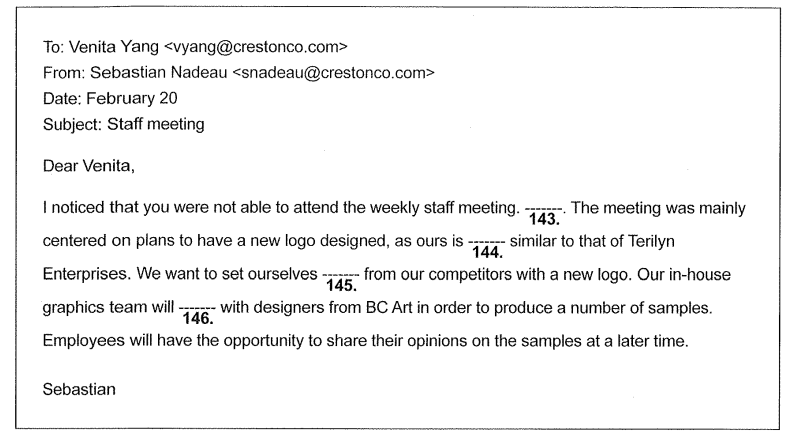 To: Venita Yang <vyang@crestonco.com>
From: Sebastian Nadeau <snadeau@crestonco.com>
Date: February 20
Subject: Staff meeting
Dear Venita,
I noticed that you were not able to attend the weekly staff meeting. -------. The meeting was mainly
143.
centered on plans to have a new logo designed, as ours is ------- similar to that of Terilyn
144.
Enterprises. We want to set ourselves ------- from our competitors with a new logo. Our in-house
145.
graphics team will ------- with designers from BC Art in order to produce a number of samples.
146.
Employees will have the opportunity to share their opinions on the samples at a later time.
Sebastian